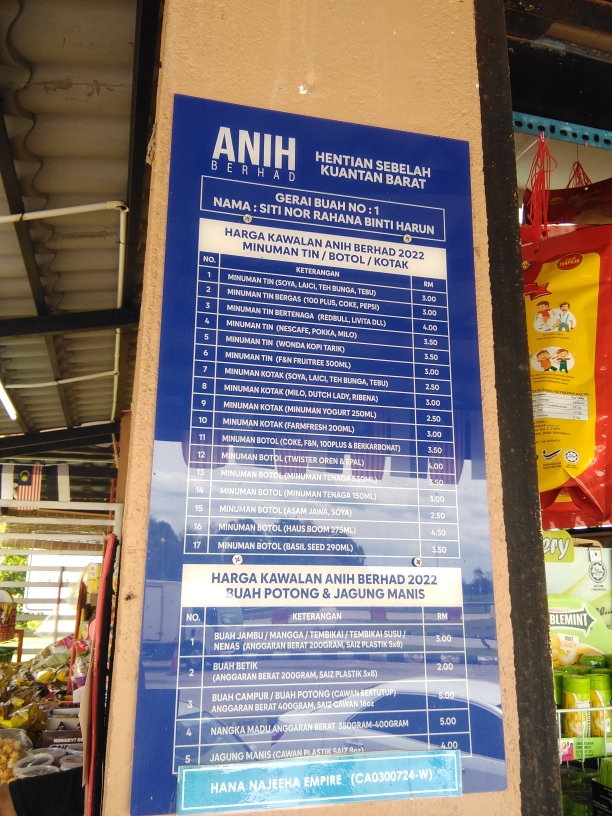 ANIH
BERHAD
HENTIAN SEBELAH
KUANTAN BARAT
GERAI BUAH NO : 1
NAMA : SITI NOR RAHANA BINTI HARUN
HARGA KAWALAN ANIH BERHAD 2022
MINUMAN TIN / BOTOL / KOTAK
NO. KETERANGAN RM
1 MINUMAN TIN (SOYA, LAICI, TEH BUNGA, TEBU) 3.00
2 MINUMAN TIN BERGAS (100 PLUS, COKE, PEPSI) 3.00
3 MINUMAN TIN BERTENAGA (REDBULL, LIVITA DLL) 4.00
4 MINUMAN TIN (NESCAFE, POKKA, MILO) 3.50
5 MINUMAN TIN (WONDA KOPI TARIK) 3.50
6 MINUMAN TIN (F&N FRUITREE 300ML) 3.00
7 MINUMAN KOTAK (SOYA, LAICI, TEH BUNGA, TEBU) 2.50
8 MINUMAN KOTAK (MILO, DUTCH LADY, RIBENA) 3.00
9 MINUMAN KOTAK (MINUMAN YOGURT 250ML) 2.50
10 MINUMAN KOTAK (FARMFRESH 200ML) 3.00
11 MINUMAN BOTOL (COKE, F&N, 100PLUS & BERKARBONAT) 3.50
12 MINUMAN BOTOL (TWISTER OREN & EPAL) 4.00
13 MINUMAN BOTOL (MINUMAN TENAGA
14 MINUMAN BOTOL (MINUMAN TENAGA 150ML) 5.00
15 MINUMAN BOTOL (ASAM JAWA, SOYA) 2.50
16 MINUMAN BOTOL (HAUS BOOM 275ML) 4.50
17 MINUMAN BOTOL (BASIL SEED 290ML) 3.50
HARGA KAWALAN ANIH BERHAD 2022
BUAH POTONG & JAGUNG MANIS
NO. KETERANGAN RM
1 BUAH JAMBU / MANGGA / TEMBIKAI / TEMBIKAI SUSU / 3.00
NENAS (ANGGARAN BERAT 200GRAM, SAIZ PLASTIK 5x8)
2 BUAH BETIK 2.00
(ANGGARAN BERAT 200GRAM, SAIZ PLASTIK 3x8)
3 BUAH CAMPUR / BUAH POTONG (CAWAN BERTUTUP)
ANGGARAN BERAT 400GRAM, SAIZ CAWAN 16oz
4 NANGKA MADU ANGGARAN BERAT 350GRAM-400GRAM 5.00
5 JAGUNG MANIS (CAWAN PLASTIK SAIZ 8oz) 4.00
HANA NAJEEHA EMPIRE (CA0300724-W)